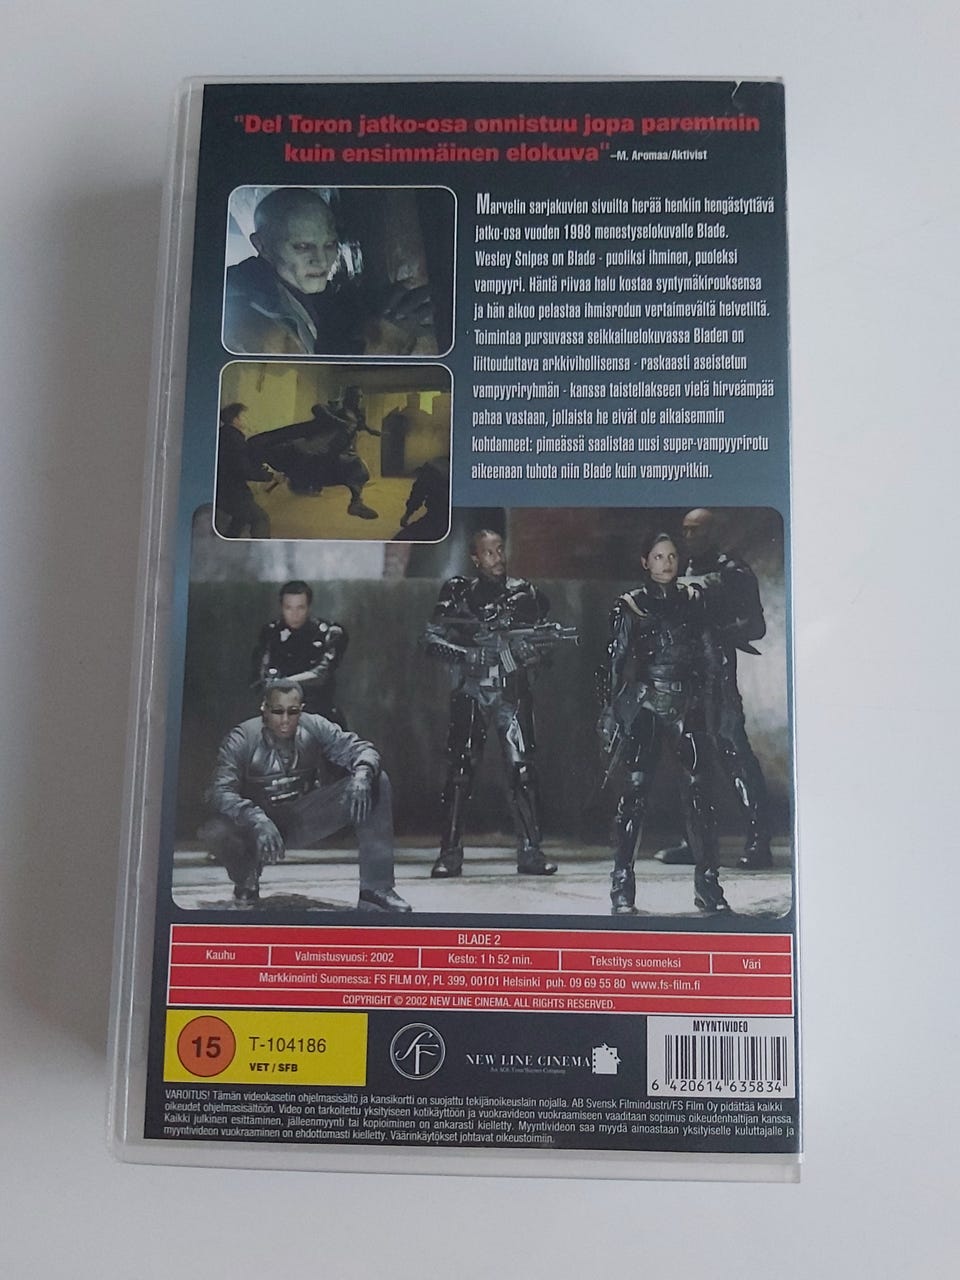 "Del Toron jatko-osa onnistuu jopa paremmin
kuin ensimmäinen elokuva" –M. Aromaa/Aktivist
Marvelin sarjakuvien sivuilta herää henkiin hengästyttävä
jatko-osa vuoden 1998 menestyselokuvalle Blade.
Wesley Snipes on Blade - puoliksi ihminen, puoleksi
vampyyri. Häntä riivaa halu kostaa syntymäkirouksensa
ja hän aikoo pelastaa ihmisrodun vertaimevältä helvetiltä.
Toimintaa pursuvassa seikkailuelokuvassa Bladen on
liittouduttava arkkivihollisensa - raskaasti aseistetun
vampyyriryhmän - kanssa taistellakseen vielä hirveämpää
pahaa vastaan, jollaista he eivät ole aikaisemmin
kohdanneet: pimeässä saalistaa uusi super-vampyyrirotu
aikeenaan tuhota niin Blade kuin vampyyritkin.
BLADE 2
Kauhu Valmistusvuosi: 2002 Kesto: 1 h 52 min. Tekstitys suomeksi Väri
Markkinointi Suomessa: FS FILM OY, PL 399, 00101 Helsinki puh. 09 69 55 80 www.fs-film.fi
COPYRIGHT © 2002 NEW LINE CINEMA. ALL RIGHTS RESERVED.
15 T-104186
VET / SFB
SF
NEW LINE CINEMA
An AOL Time Warner Company
MYYNTIVIDEO
6 420614 635834
VAROITUS! Tämän videokasetin ohjelmasisältö ja kansikortti on suojattu tekijänoikeuslain nojalla. AB Svensk Filmindustri/FS Film Oy pidättää kaikki
oikeudet ohjelmasisältöön. Video on tarkoitettu yksityiseen kotikäyttöön ja vuokravideon vuokraamiseen vaaditaan sopimus oikeudenhaltijan kanssa.
Kaikki julkinen esittäminen, jälleenmyynti tai kopioiminen on ankarasti kielletty. Myyntivideon saa myydä ainoastaan yksityiselle kuluttajalle ja
myyntivideon vuokraaminen on ehdottomasti kielletty. Väärinkäytökset johtavat oikeustoimiin.